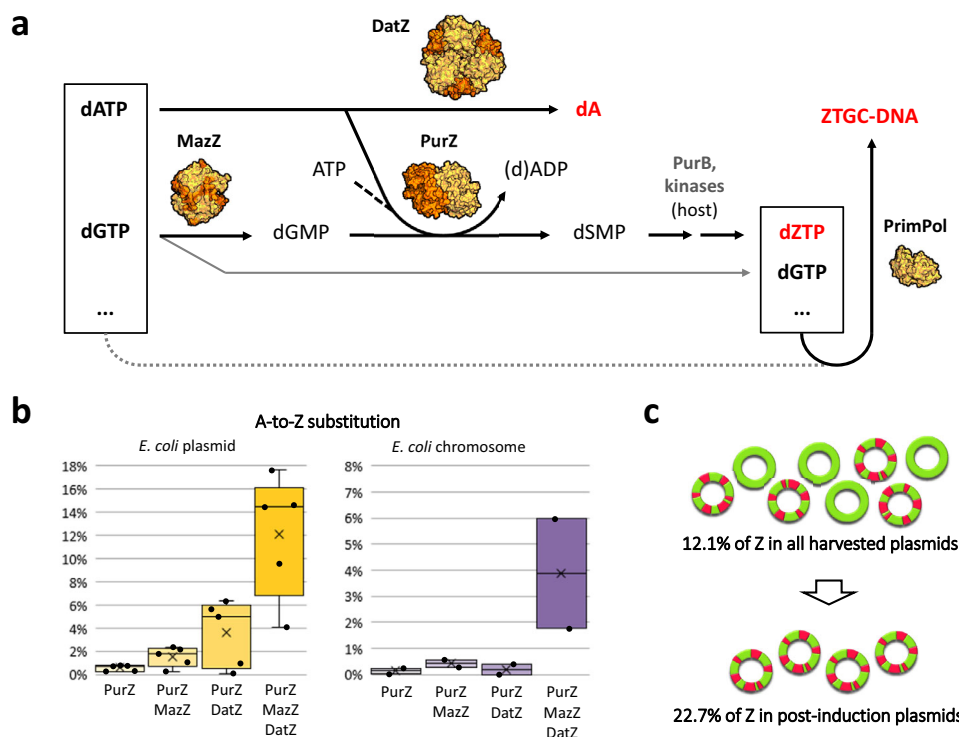 a
DatZ
dATP
dA
ZTGC-DNA
MazZ
PurZ
ATP
(d)ADP
PurB,
kinases
(host)
dGTP
dGMP
dSMP
dZTP
PrimPol
dGTP
...
...
b
A-to-Z substitution
E. coli plasmid
E. coli chromosome
18%
16%
14%
12%
10%
8%
6%
4%
2%
0%
PurZ
PurZ
MazZ
PurZ
DatZ
PurZ
MazZ
DatZ
8%
7%
6%
5%
4%
3%
2%
1%
0%
PurZ
PurZ
MazZ
PurZ
DatZ
PurZ
MazZ
DatZ
c
12.1% of Z in all harvested plasmids
22.7% of Z in post-induction plasmids